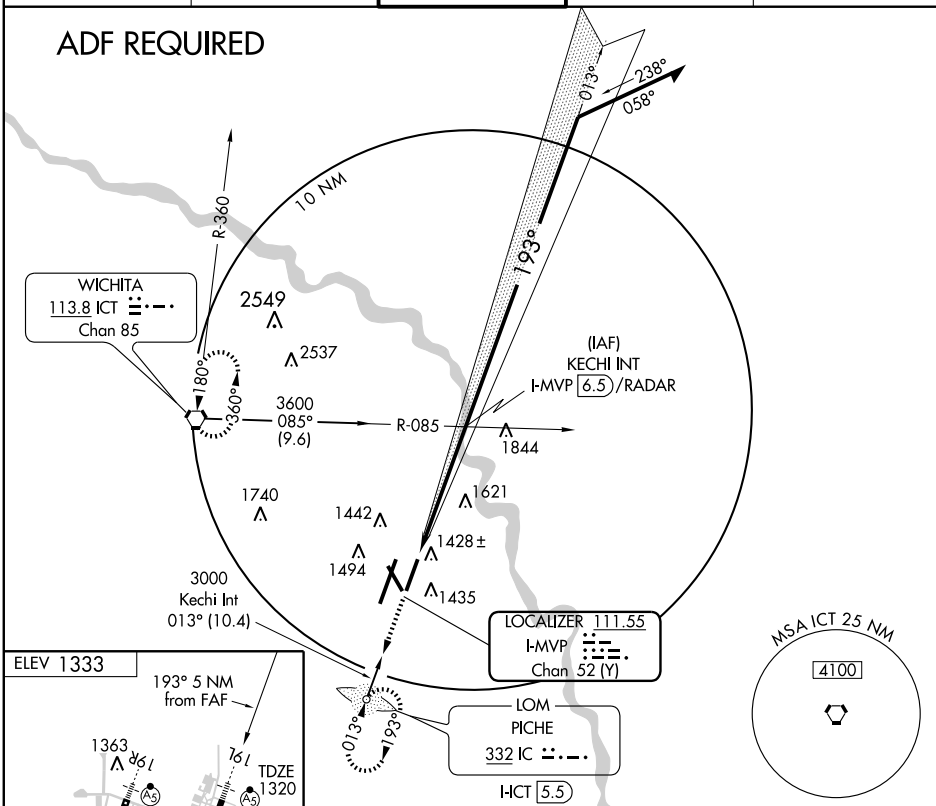 ADF REQUIRED
013°
238°
058°
10 NM
R-360
193°
WICHITA
113.8 ICT
Chan 85
2549
2537
(IAF)
KECHI INT
I-MVP 6.5 /RADAR
180°
360°
3600
085°
(9.6)
R-085
1844
1740
1442
1621
1494
1428 ±
1435
3000
Kechi Int
013° (10.4)
LOCALIZER 111.55
I-MVP
Chan 52 (Y)
MSA ICT 25 NM
4100
ELEV 1333
193° 5 NM
from FAF
013°
193°
LOM
PICHE
332 IC
I-ICT 5.5
1363
19R
19L
TDZE
1320
A5
A5